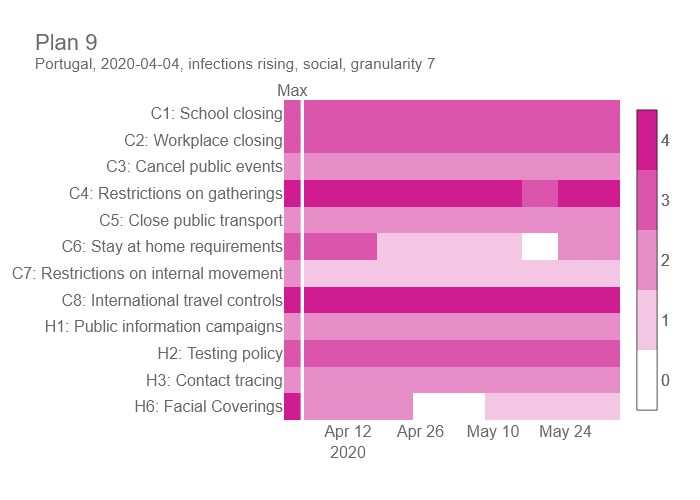 Plan 9
Portugal, 2020-04-04, infections rising, social, granularity 7
Max
C1: School closing
C2: Workplace closing
C3: Cancel public events
C4: Restrictions on gatherings
C5: Close public transport
C6: Stay at home requirements
C7: Restrictions on internal movement
C8: International travel controls
H1: Public information campaigns
H2: Testing policy
H3: Contact tracing
H6: Facial Coverings
Apr 12 Apr 26 May 10 May 24
2020
4
3
2
1
0